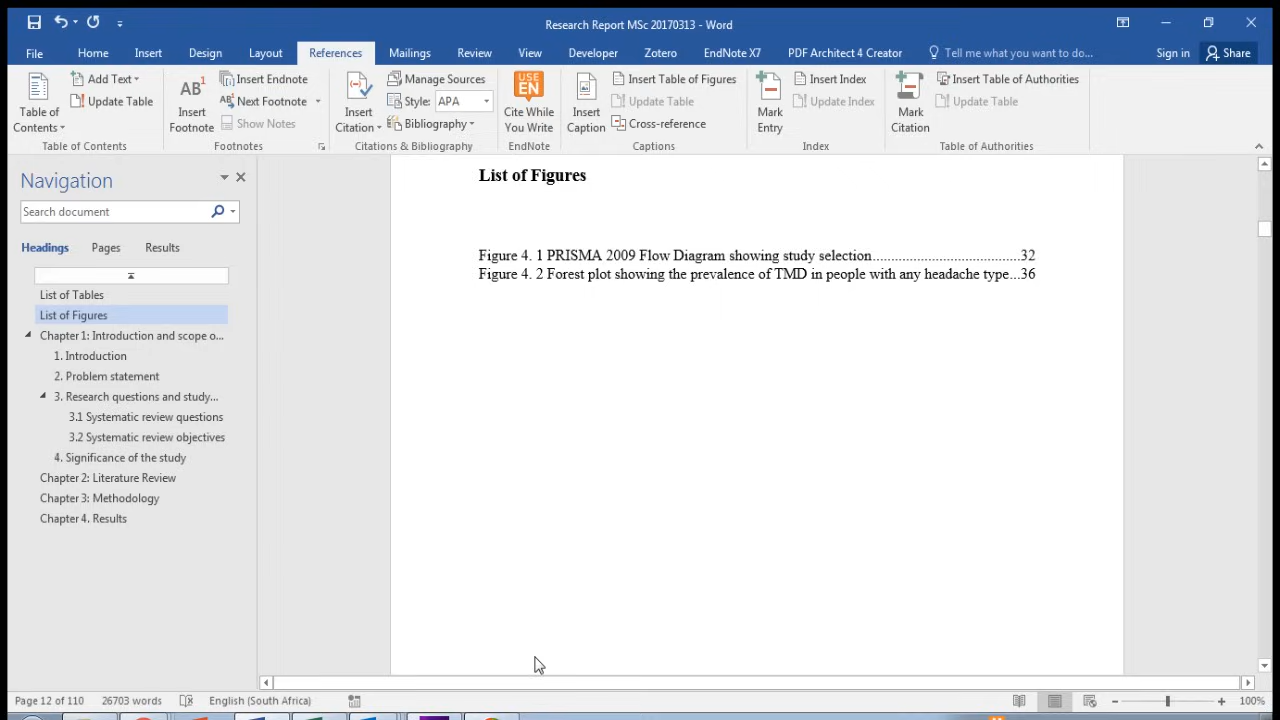 Research Report MSc 20170313 - Word
File Home Insert Design Layout References Mailings Review View Developer Zotero EndNote X7 PDF Architect 4 Creator Tell me what you want to do... Sign in Share
Table of Contents
Add Text
Update Table
Table of Contents
AB1
Insert Footnote
Insert Endnote
Next Footnote
Show Notes
Footnotes
Insert Citation
Manage Sources
Style: APA
Bibliography
Citations & Bibliography
USE EN
Cite While You Write
EndNote
Insert Caption
Insert Table of Figures
Update Table
Cross-reference
Captions
Mark Entry
Insert Index
Update Index
Index
Mark Citation
Insert Table of Authorities
Update Table
Table of Authorities
Navigation
Search document
Headings Pages Results
List of Tables
List of Figures
Chapter 1: Introduction and scope o...
1. Introduction
2. Problem statement
3. Research questions and study...
3.1 Systematic review questions
3.2 Systematic review objectives
4. Significance of the study
Chapter 2: Literature Review
Chapter 3: Methodology
Chapter 4. Results
List of Figures
Figure 4. 1 PRISMA 2009 Flow Diagram showing study selection.......................................32
Figure 4. 2 Forest plot showing the prevalence of TMD in people with any headache type...36
Page 12 of 110 26703 words English (South Africa) 100%